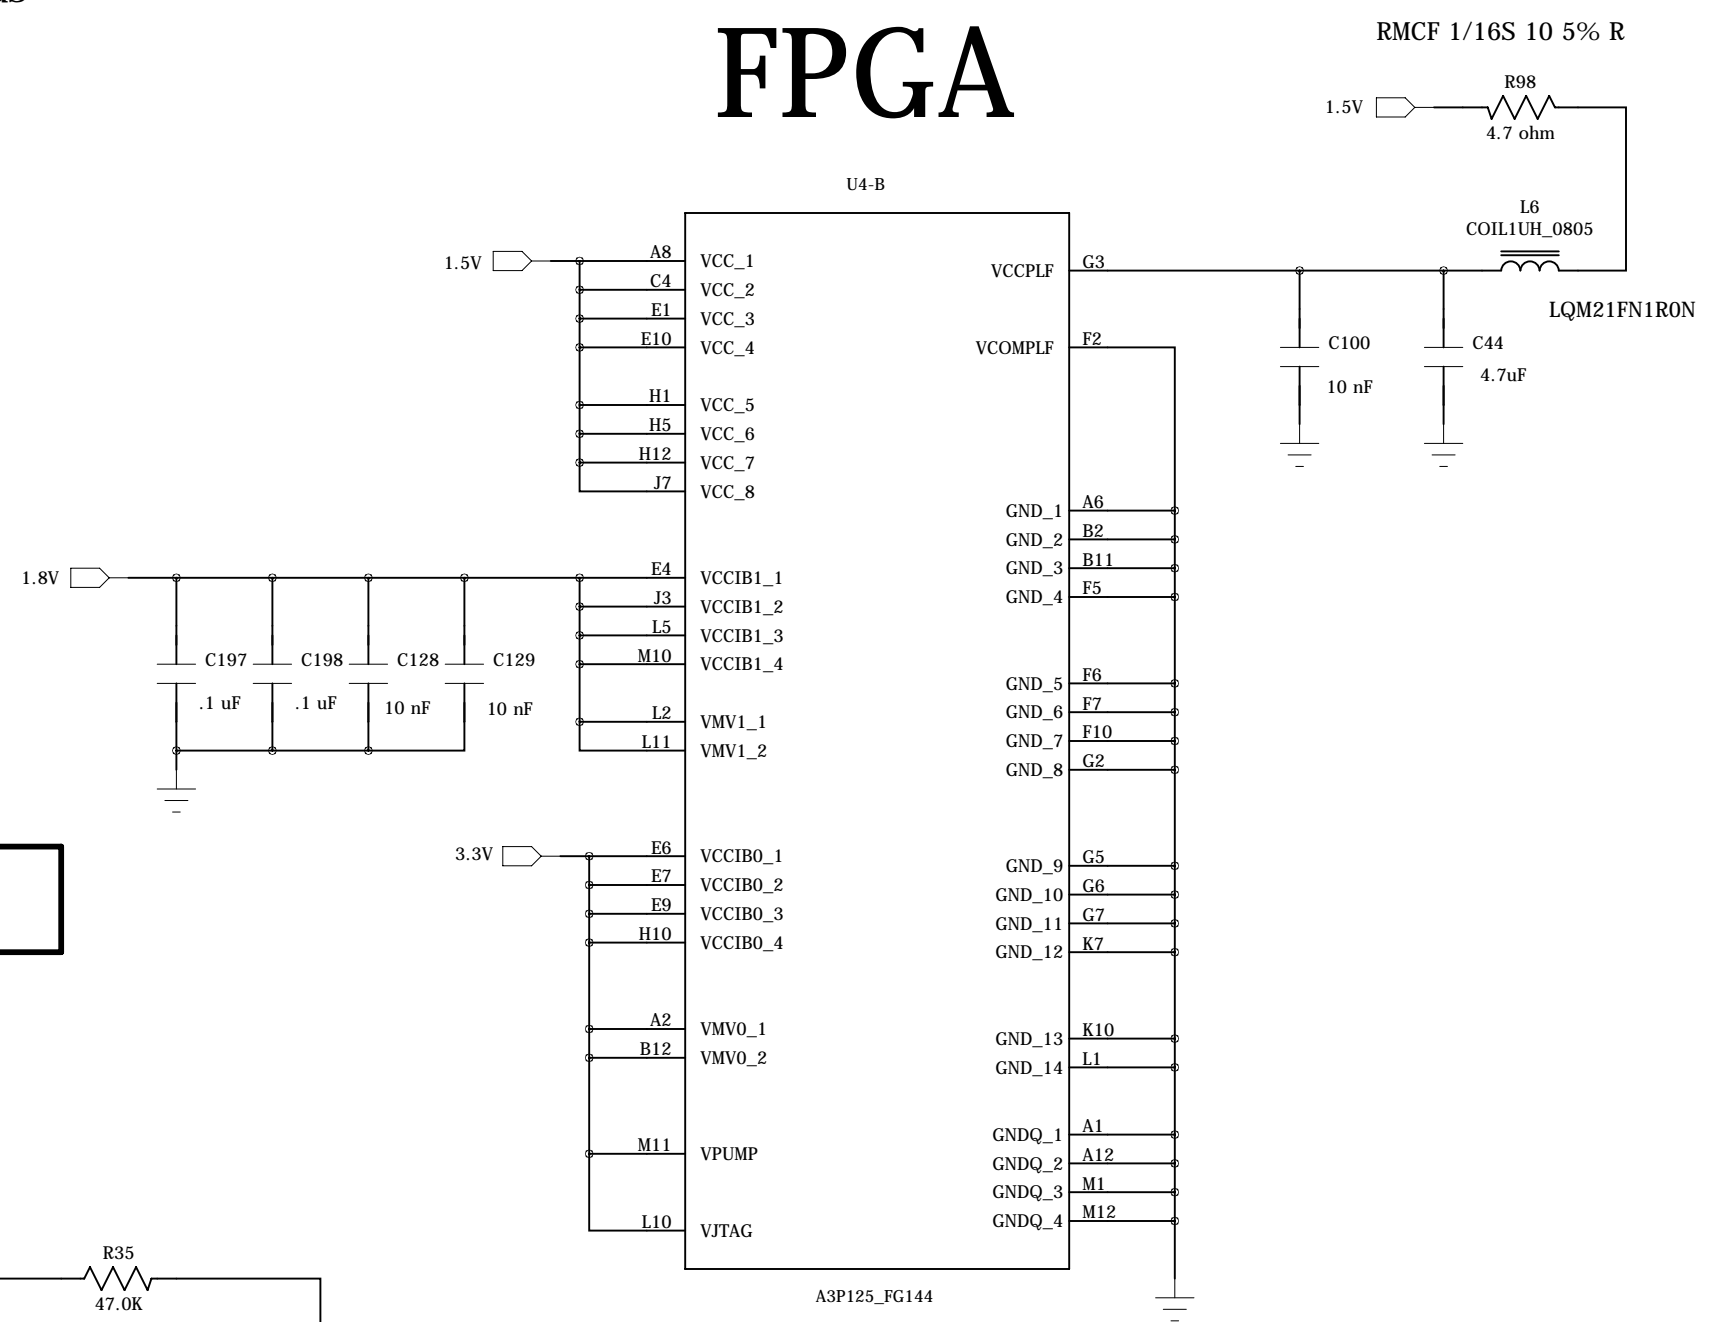 FPGA
RMCF 1/16S 10 5% R
R98
1.5V
4.7 ohm
U4-B
L6
COIL1UH_0805
LQM21FN1R0N
1.5V
A8 VCC_1
C4 VCC_2
E1 VCC_3
E10 VCC_4
H1 VCC_5
H5 VCC_6
H12 VCC_7
J7 VCC_8
VCCPLF G3
VCOMPLF F2
C100
10 nF
C44
4.7uF
1.8V
E4 VCCIB1_1
J3 VCCIB1_2
L5 VCCIB1_3
M10 VCCIB1_4
L2 VMV1_1
L11 VMV1_2
C197
.1 uF
C198
.1 uF
C128
10 nF
C129
10 nF
GND_1 A6
GND_2 B2
GND_3 B11
GND_4 F5
GND_5 F6
GND_6 F7
GND_7 F10
GND_8 G2
3.3V
E6 VCCIB0_1
E7 VCCIB0_2
E9 VCCIB0_3
H10 VCCIB0_4
A2 VMV0_1
B12 VMV0_2
M11 VPUMP
L10 VJTAG
GND_9 G5
GND_10 G6
GND_11 G7
GND_12 K7
GND_13 K10
GND_14 L1
GNDQ_1 A1
GNDQ_2 A12
GNDQ_3 M1
GNDQ_4 M12
R35
47.0K
A3P125_FG144